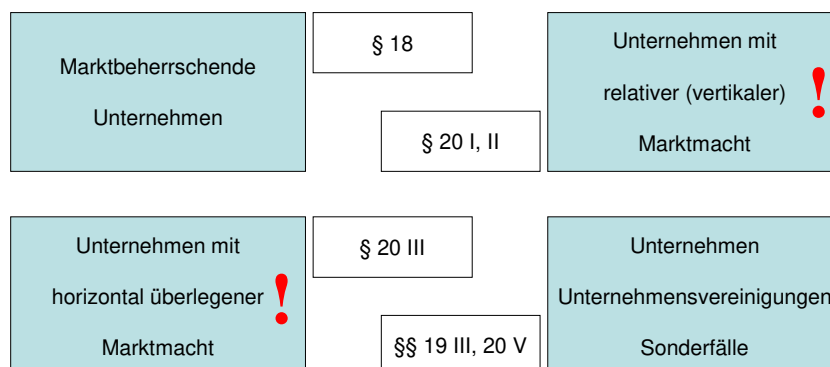 Marktbeherrschende
Unternehmen
§ 18
§ 20 I, II
Unternehmen mit
relativer (vertikaler)
Marktmacht
!
Unternehmen mit
horizontal überlegener
Marktmacht
!
§ 20 III
§§ 19 III, 20 V
Unternehmen
Unternehmensvereinigungen
Sonderfälle